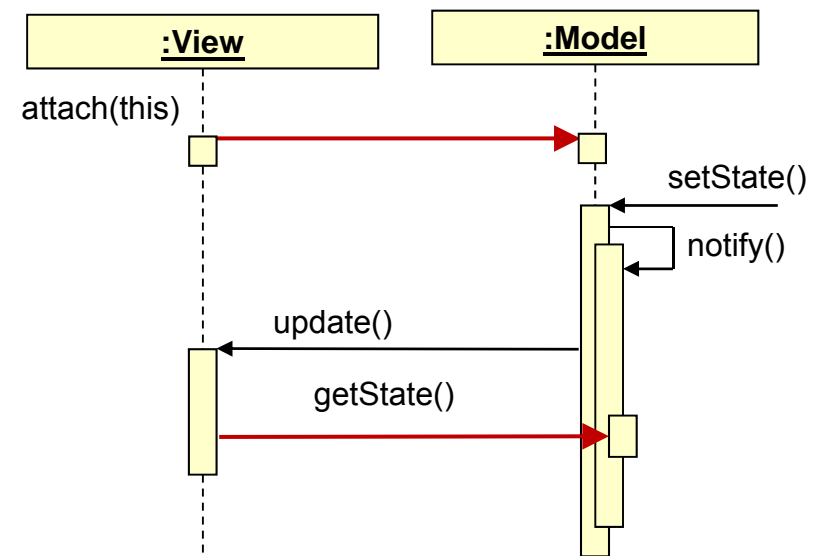 :View
:Model
attach(this)
setState()
notify()
update()
getState()